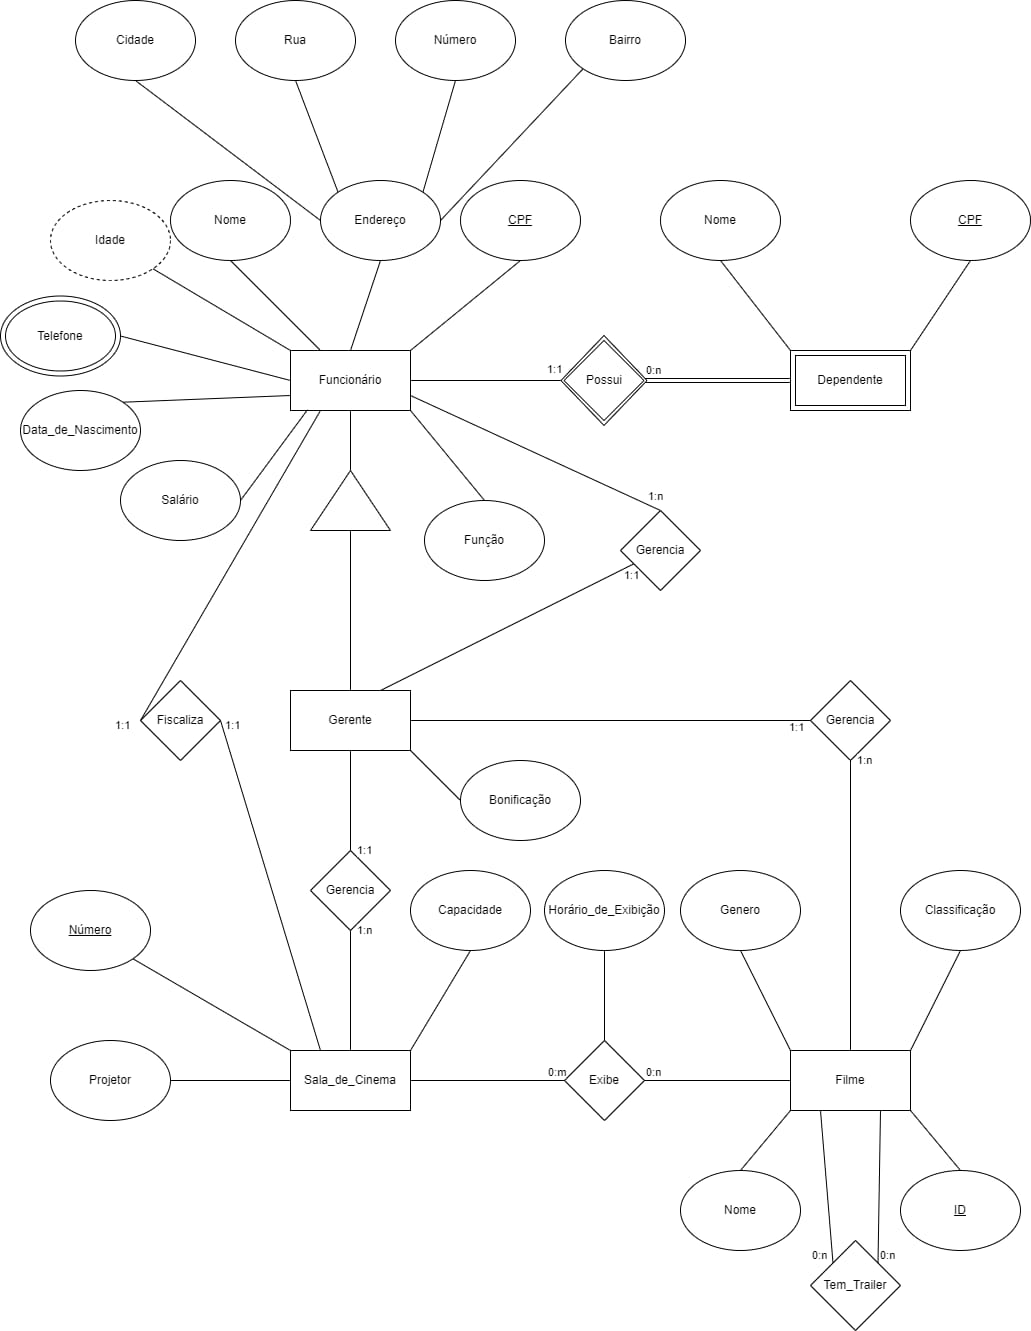 Cidade
Rua
Número
Bairro
Idade
Nome
Endereço
CPF
Nome
CPF
Telefone
Funcionário
1:1
Possui
0:n
Dependente
Data_de_Nascimento
Salário
Função
1:n
Gerencia
1:1
1:1
Fiscaliza
1:1
Gerente
1:1
Gerencia
1:n
Bonificação
1:1
Gerencia
1:n
Número
Capacidade
Horário_de_Exibição
Genero
Classificação
Projetor
Sala_de_Cinema
0:m
Exibe
0:n
Filme
Nome
ID
0:n
0:n
Tem_Trailer